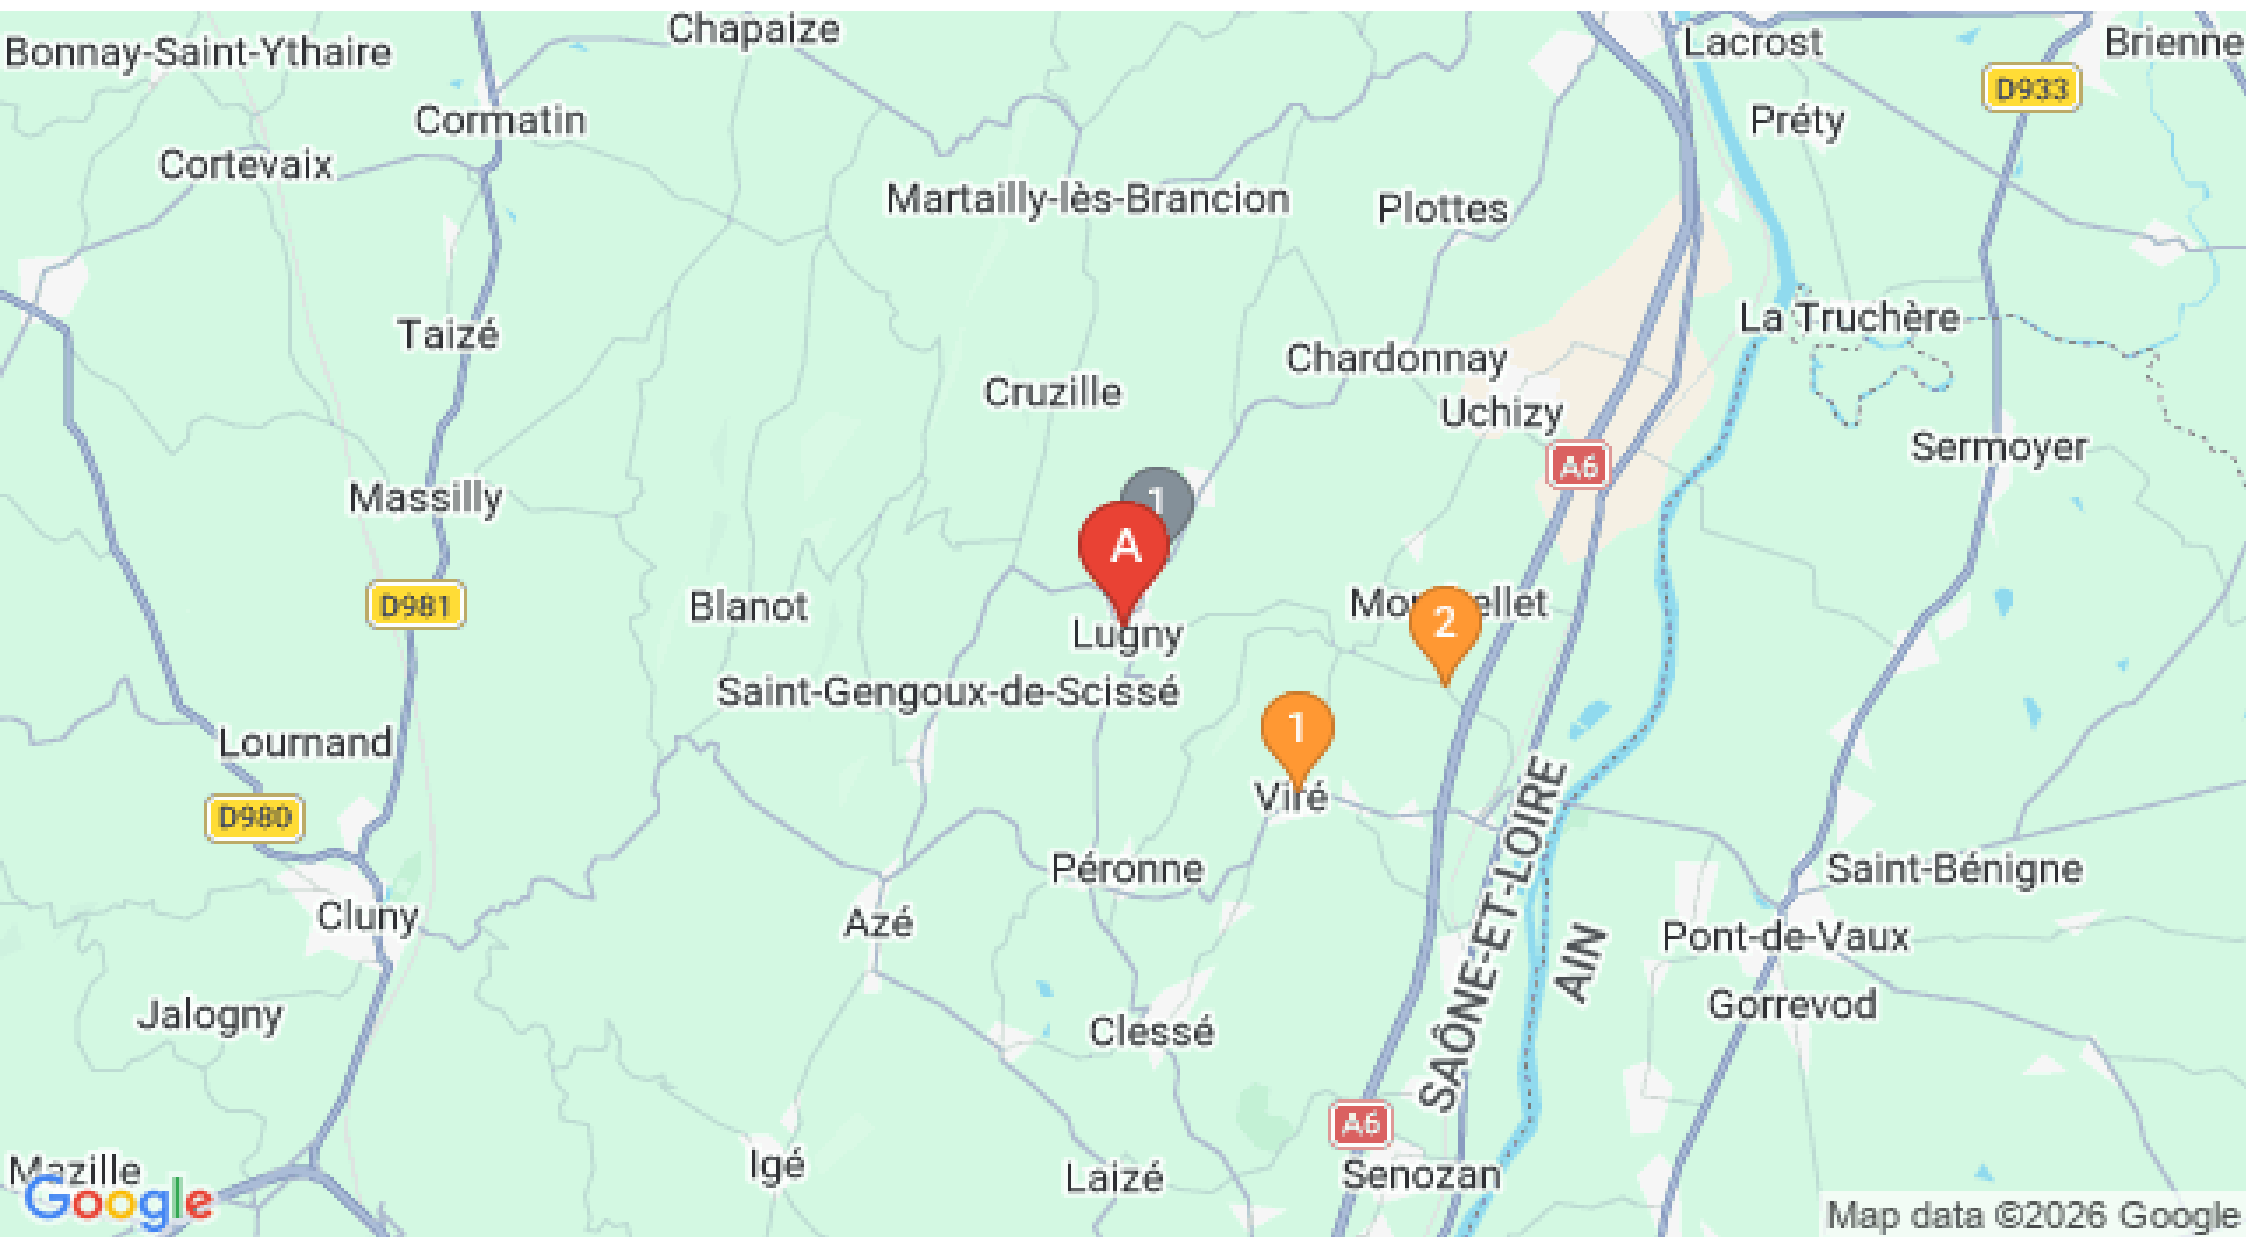 Chapaize
Lacrost
Brienne
Bonnay-Saint-Ythaire
D933
Cormatin
Préty
Cortevaix
Martailly-lès-Brancion
Plottes
La Truchère
Taizé
Chardonnay
Cruzille
Uchizy
Sermoyer
A6
Massilly
1
A
D981
Blanot
2
Lugny
Saint-Gengoux-de-Scissé
1
Lournand
Viré
D980
Péronne
Saint-Bénigne
Cluny
Azé
SAÔNE-ET-LOIRE
AIN
Pont-de-Vaux
Gorrevod
Jalogny
Clessé
A6
Igé
Laizé
Senozan
Mazille
Google
Map data ©2026 Google